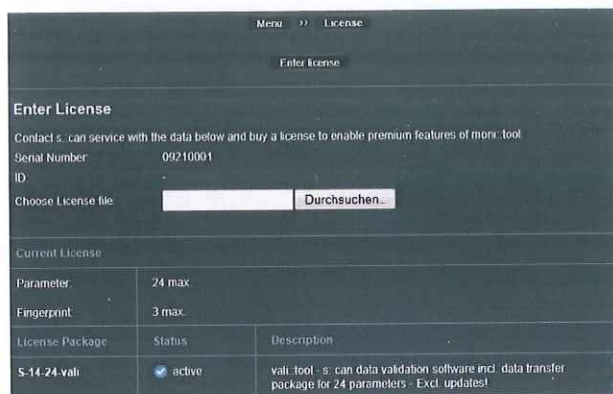 Menu >> License
Enter license
Enter License
Contact s::can service with the data below and buy a license to enable premium features of moni::tool
Serial Number: 09210001
ID: -
Choose License file: Durchsuchen...
Current License
Parameter: 24 max.
Fingerprint: 3 max.
License Package Status Description
S-14-24-vali active vali::tool - s::can data validation software incl. data transfer
package for 24 parameters - Excl. updates!